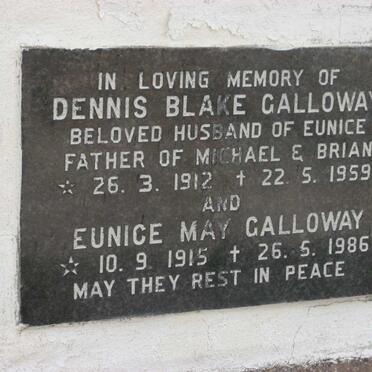 IN LOVING MEMORY OF
DENNIS BLAKE GALLOWAY
BELOVED HUSBAND OF EUNICE
FATHER OF MICHAEL & BRIAN
☆ 26. 3. 1912 ✝ 22. 5. 1959
AND
EUNICE MAY GALLOWAY
☆ 10. 9. 1915 ✝ 26. 5. 1986
MAY THEY REST IN PEACE